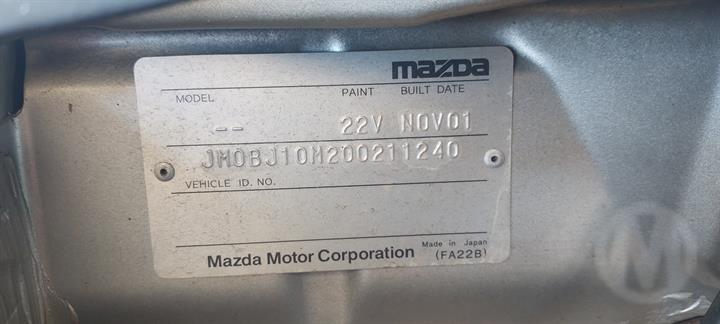 mazda
MODEL PAINT BUILT DATE
-- 22V NOV01
JM0BJ10M200211240
VEHICLE ID. NO.
Mazda Motor Corporation Made in Japan (FA22B)
M